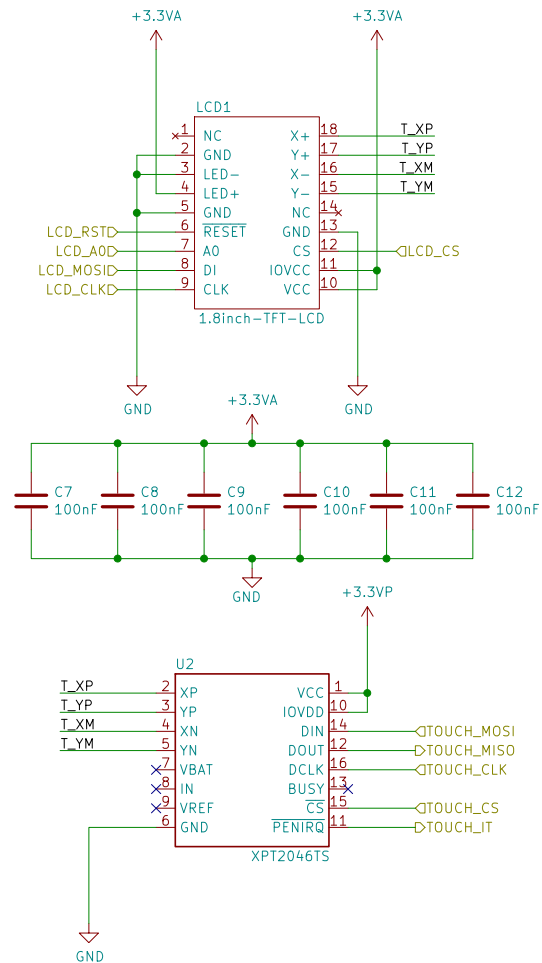 +3.3VA +3.3VA
LCD1
1 NC X+ 18 T_XP
2 GND Y+ 17 T_YP
3 LED- X- 16 T_XM
4 LED+ Y- 15 T_YM
5 GND NC 14
LCD_RST 6 RESET GND 13
LCD_A0 7 A0 CS 12 LCD_CS
LCD_MOSI 8 DI IOVCC 11
LCD_CLK 9 CLK VCC 10
1.8inch-TFT-LCD
GND GND
+3.3VA
C7 C8 C9 C10 C11 C12
100nF 100nF 100nF 100nF 100nF 100nF
GND
+3.3VP
U2
T_XP 2 XP VCC 1
T_YP 3 YP IOVDD 10
T_XM 4 XN DIN 14 TOUCH_MOSI
T_YM 5 YN DOUT 12 TOUCH_MISO
7 VBAT DCLK 16 TOUCH_CLK
8 IN BUSY 13
9 VREF CS 15 TOUCH_CS
6 GND PENIRQ 11 TOUCH_IT
XPT2046TS
GND